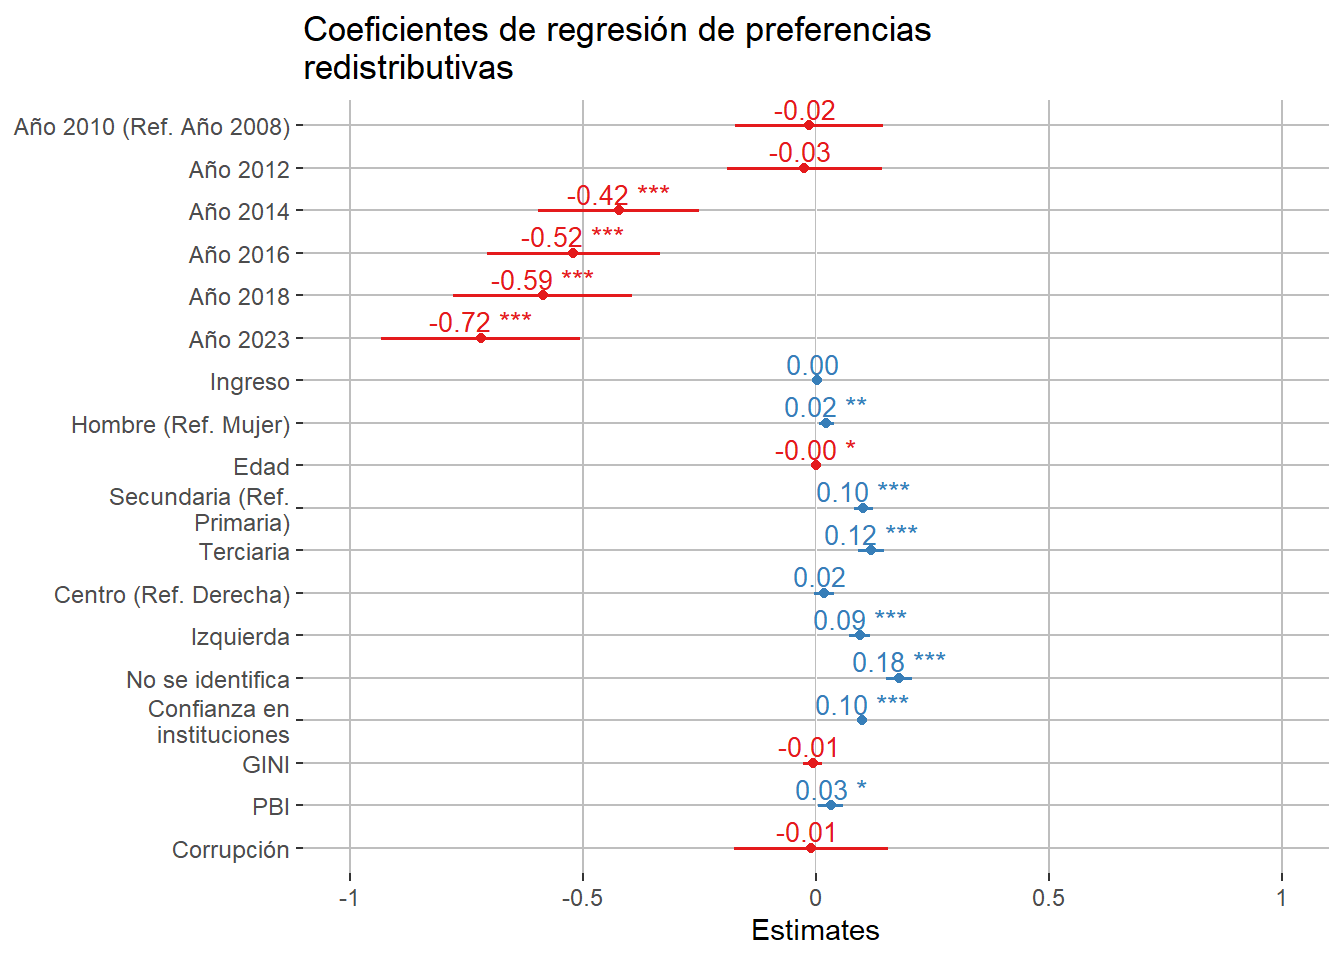 Coeficientes de regresión de preferencias
redistributivas
Año 2010 (Ref. Año 2008)
-0.02
Año 2012
-0.03
Año 2014
-0.42 ***
Año 2016
-0.52 ***
Año 2018
-0.59 ***
Año 2023
-0.72 ***
Ingreso
0.00
Hombre (Ref. Mujer)
0.02 **
Edad
-0.00 *
Secundaria (Ref.
Primaria)
0.10 ***
Terciaria
0.12 ***
Centro (Ref. Derecha)
0.02
Izquierda
0.09 ***
No se identifica
0.18 ***
Confianza en
instituciones
0.10 ***
GINI
-0.01
PBI
0.03 *
Corrupción
-0.01
-1
-0.5
0
0.5
1
Estimates